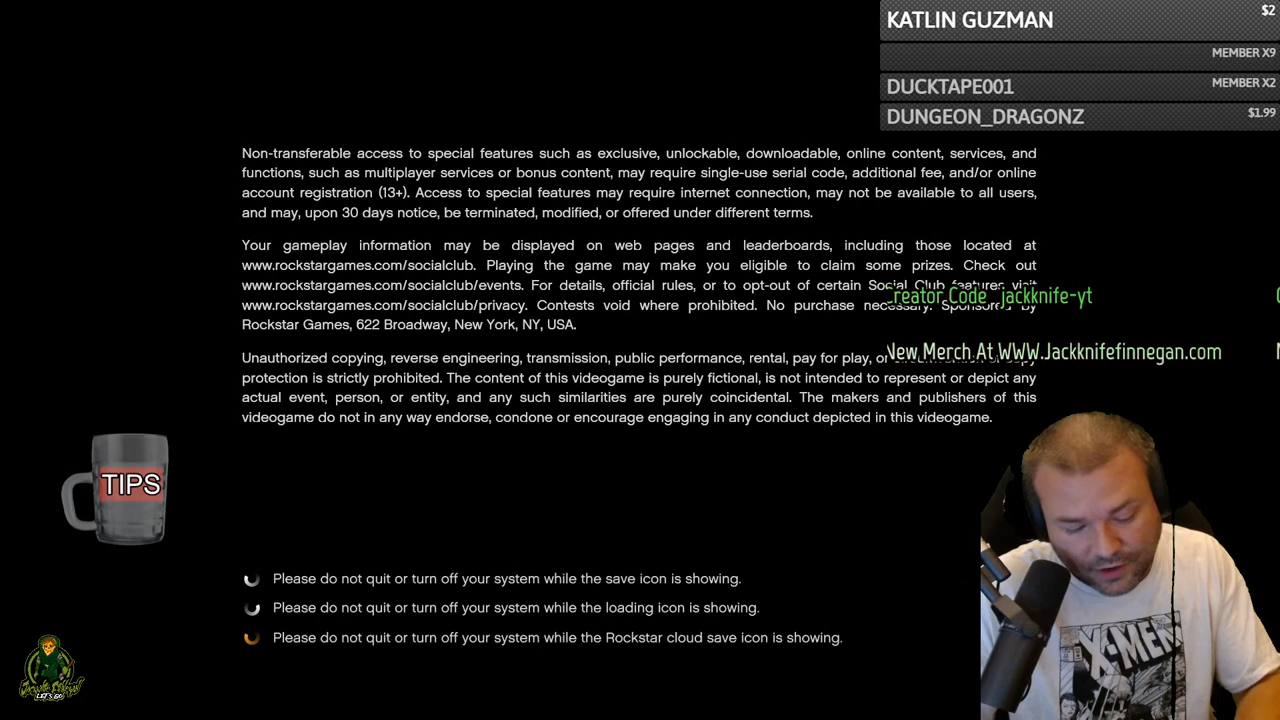 KATLIN GUZMAN
$2
MEMBER X9
DUCKTAPE001
MEMBER X2
DUNGEON_DRAGONZ
$1.99
Non-transferable access to special features such as exclusive, unlockable, downloadable, online content, services, and
functions, such as multiplayer services or bonus content, may require single-use serial code, additional fee, and/or online
account registration (13+). Access to special features may require internet connection, may not be available to all users,
and may, upon 30 days notice, be terminated, modified, or offered under different terms.
Your gameplay information may be displayed on web pages and leaderboards, including those located at
www.rockstargames.com/socialclub. Playing the game may make you eligible to claim some prizes. Check out
www.rockstargames.com/socialclub/events. For details, official rules, or to opt-out of certain Social Club features visit
www.rockstargames.com/socialclub/privacy. Contests void where prohibited. No purchase necessary. Sponsored by
Rockstar Games, 622 Broadway, New York, NY, USA.
Creator Code jackknife-yt
New Merch At WWW.Jackknifefinnegan.com
Unauthorized copying, reverse engineering, transmission, public performance, rental, pay for play, or
protection is strictly prohibited. The content of this videogame is purely fictional, is not intended to represent or depict any
actual event, person, or entity, and any such similarities are purely coincidental. The makers and publishers of this
videogame do not in any way endorse, condone or encourage engaging in any conduct depicted in this videogame.
TIPS
Please do not quit or turn off your system while the save icon is showing.
Please do not quit or turn off your system while the loading icon is showing.
Please do not quit or turn off your system while the Rockstar cloud save icon is showing.
X-MEN
LET'S GO